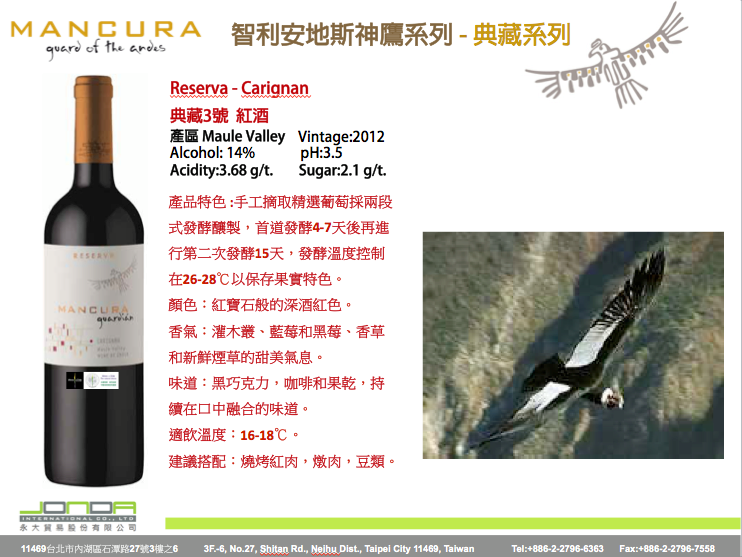 MANCURA
guard of the andes
智利安地斯神鷹系列 - 典藏系列
Reserva - Carignan
典藏3號 紅酒
產區 Maule Valley Vintage:2012
Alcohol: 14% pH:3.5
Acidity:3.68 g/t. Sugar:2.1 g/t.
產品特色 :手工摘取精選葡萄採兩段
式發酵釀製，首道發酵4-7天後再進
行第二次發酵15天，發酵溫度控制
在26-28℃以保存果實特色。
顏色：紅寶石般的深酒紅色。
香氣：灌木叢、藍莓和黑莓、香草
和新鮮煙草的甜美氣息。
味道：黑巧克力，咖啡和果乾，持
續在口中融合的味道。
適飲溫度：16-18℃。
建議搭配：燒烤紅肉，燉肉，豆類。
RESERVA
MANCURA
guardian
CARIGNAN
JONDA
INTERNATIONAL CO., LTD
永大貿易股份有限公司
11469台北市內湖區石潭路27號3樓之6 3F.-6, No.27, Shitan Rd., Neihu Dist., Taipei City 11469, Taiwan Tel:+886-2-2796-6363 Fax:+886-2-2796-7558